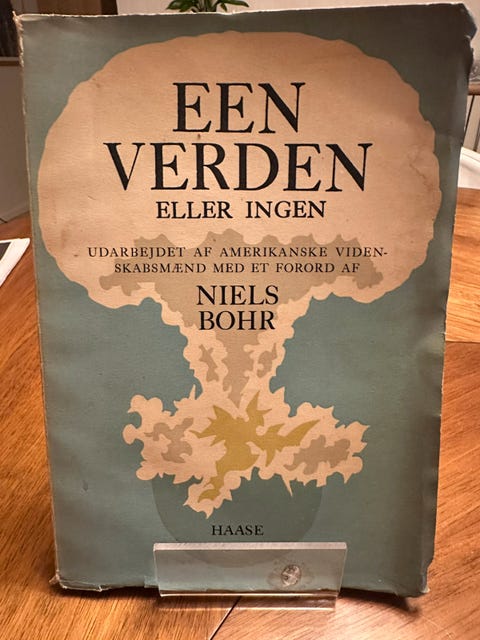 EEN
VERDEN
ELLER INGEN
UDARBEJDET AF AMERIKANSKE VIDEN-
SKABSMÆND MED ET FORORD AF
NIELS
BOHR
HAASE